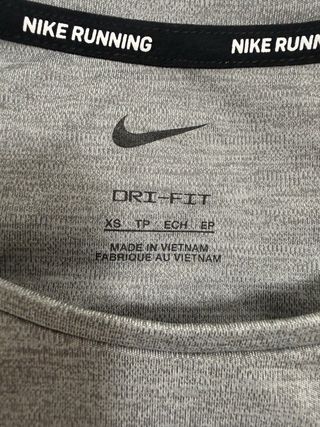 NIKE RUNNING NIKE RUNNING
DRI-FIT
XS TP ECH EP
MADE IN VIETNAM
FABRIQUE AU VIETNAM